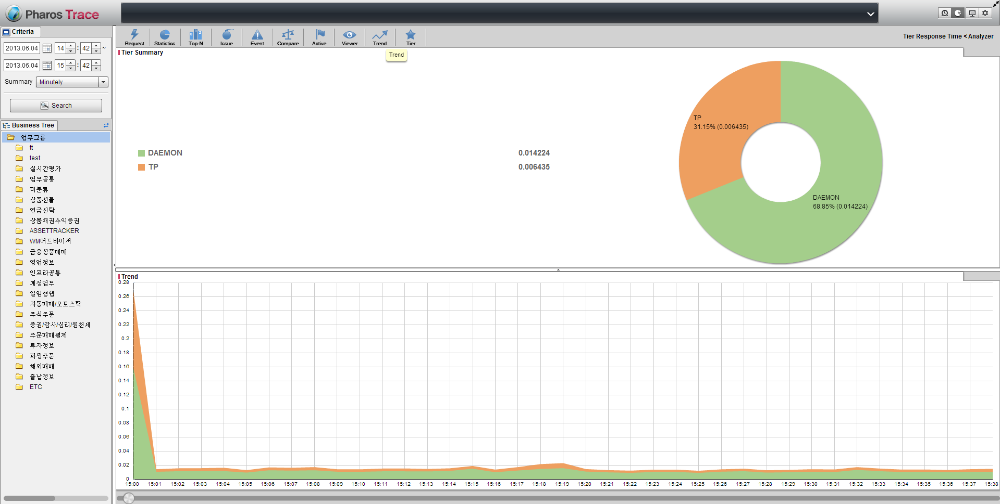 Pharos Trace
Criteria
2013.06.04 14 : 42 ~
2013.06.04 15 : 42
Summary Minutely
Search
Business Tree
업무그룹
tt
test
실시간평가
업무공통
미분류
상품선물
연금신탁
상품채권수익증권
ASSETTRACKER
WM어드바이저
금융상품매매
영업정보
인프라공통
계정업무
일임형랩
자동매매/오토스탁
주식주문
증권/감사/심리/원천세
주문매매결제
투자정보
파생주문
해외매매
출납정보
ETC
Request Statistics Top-N Issue Event Compare Active Viewer Trend Tier
Tier Response Time < Analyzer
Trend
Tier Summary
DAEMON 0.014224
TP 0.006435
TP
31.15% (0.006435)
DAEMON
68.85% (0.014224)
Trend
0.28
0.26
0.24
0.22
0.2
0.18
0.16
0.14
0.12
0.1
0.08
0.06
0.04
0.02
0
15:00 15:01 15:02 15:03 15:04 15:05 15:06 15:07 15:08 15:09 15:10 15:11 15:12 15:13 15:14 15:15 15:16 15:17 15:18 15:19 15:20 15:21 15:22 15:23 15:24 15:25 15:26 15:27 15:28 15:29 15:30 15:31 15:32 15:33 15:34 15:35 15:36 15:37 15:38